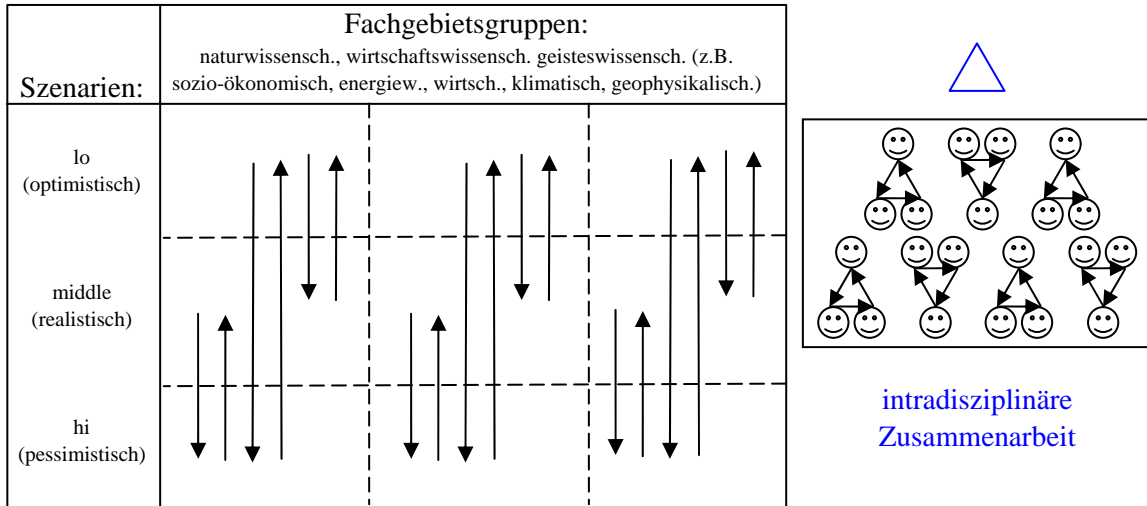 Fachgebietsgruppen:
naturwissensch., wirtschaftswissensch. geisteswissensch. (z.B.
sozio-ökonomisch, energiew., wirtsch., klimatisch, geophysikalisch.)
Szenarien:
lo
(optimistisch)
middle
(realistisch)
hi
(pessimistisch)
intradisziplinäre
Zusammenarbeit